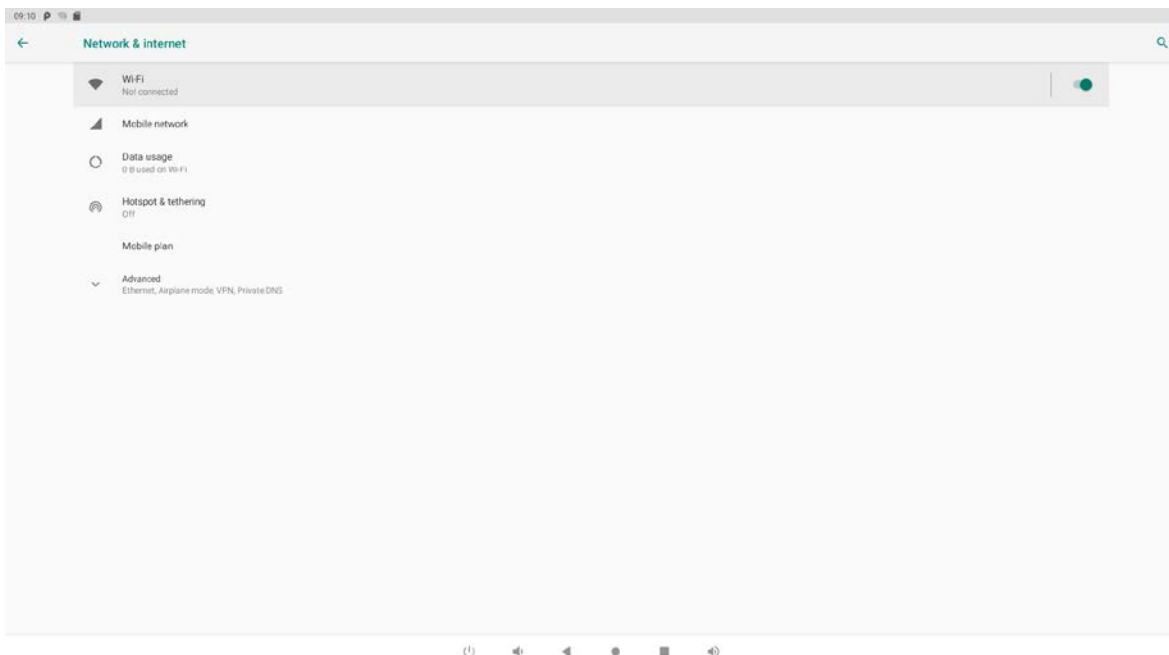 09:10
Network & internet
Wi-Fi
Not connected
Mobile network
Data usage
0 B used on Wi-Fi
Hotspot & tethering
Off
Mobile plan
Advanced
Ethernet, Airplane mode, VPN, Private DNS